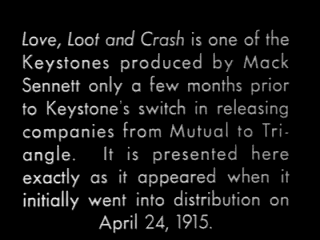 Love, Loot and Crash is one of the
Keystones produced by Mack
Sennett only a few months prior
to Keystone's switch in releasing
companies from Mutual to Tri-
angle. It is presented here
exactly as it appeared when it
initially went into distribution on
April 24, 1915.